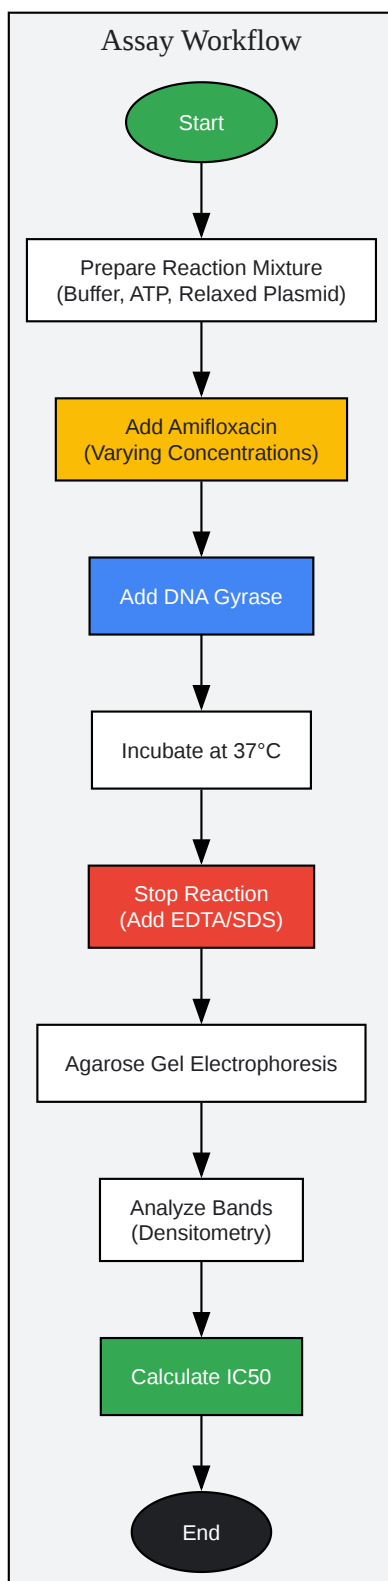 Assay Workflow
Start
Prepare Reaction Mixture
(Buffer, ATP, Relaxed Plasmid)
Add Amifloxacin
(Varying Concentrations)
Add DNA Gyrase
Incubate at 37°C
Stop Reaction
(Add EDTA/SDS)
Agarose Gel Electrophoresis
Analyze Bands
(Densitometry)
Calculate IC50
End